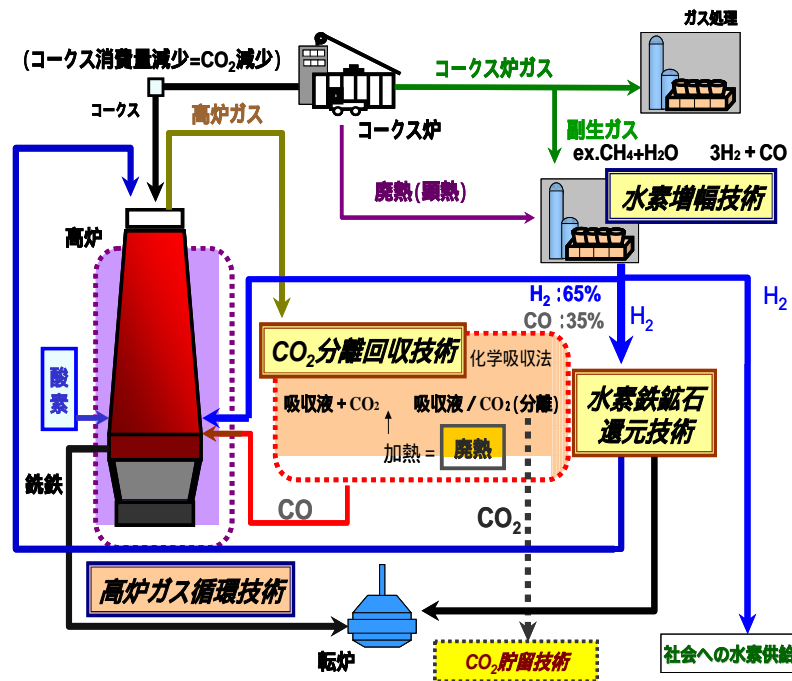 ガス処理
(コークス消費量減少=CO₂減少)
コークス炉ガス
コークス
高炉ガス
コークス炉
副生ガス
ex.CH₄+H₂O 3H₂ + CO
廃熱(顕熱)
水素増幅技術
高炉
H₂ :65%
CO :35%
H₂
H₂
CO₂分離回収技術
化学吸収法
酸素
吸収液 + CO₂
吸収液 / CO₂ (分離)
加熱 = 廃熱
水素鉄鉱石
還元技術
銑鉄
CO
CO₂
高炉ガス循環技術
転炉
CO₂貯留技術
社会への水素供給